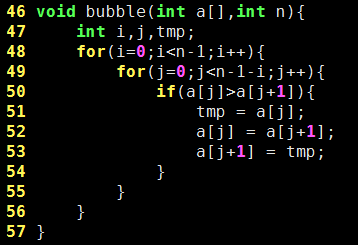 46 void bubble(int a[],int n){
47     int i,j,tmp;
48     for(i=0;i<n-1;i++){
49         for(j=0;j<n-1-i;j++){
50             if(a[j]>a[j+1]){
51                 tmp = a[j];
52                 a[j] = a[j+1];
53                 a[j+1] = tmp;
54             }
55         }
56     }
57 }